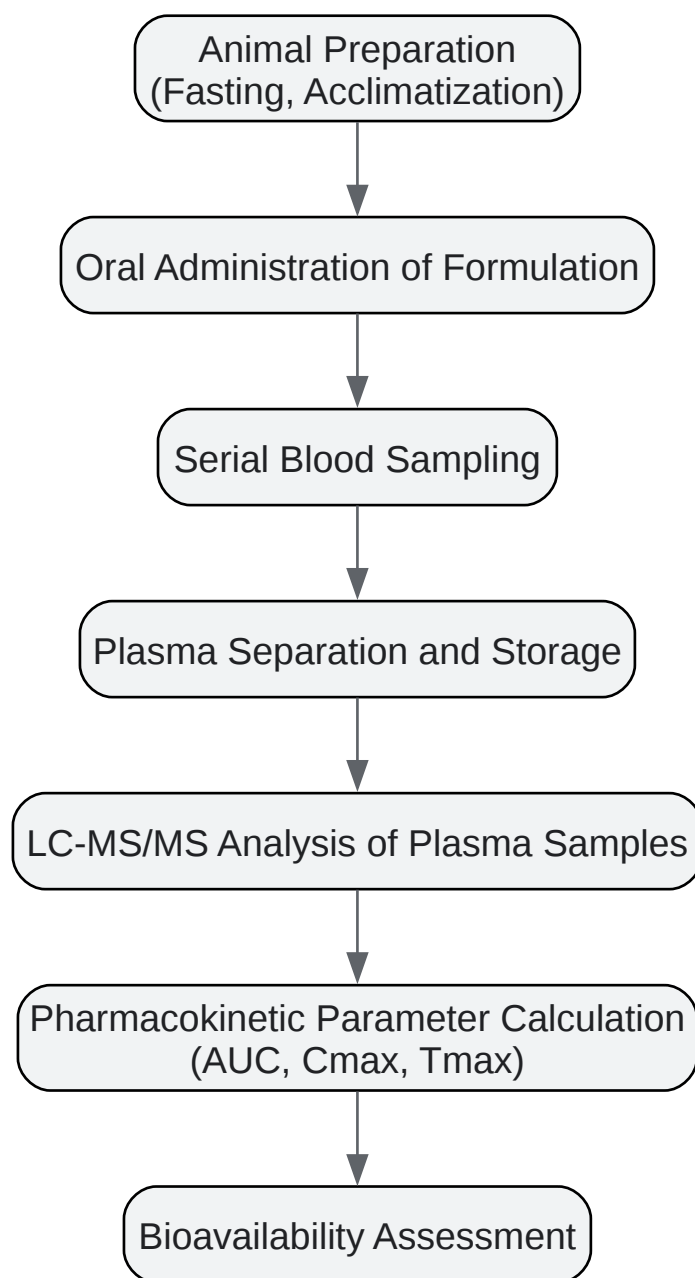 Animal Preparation
(Fasting, Acclimatization)
Oral Administration of Formulation
Serial Blood Sampling
Plasma Separation and Storage
LC-MS/MS Analysis of Plasma Samples
Pharmacokinetic Parameter Calculation
(AUC, Cmax, Tmax)
Bioavailability Assessment